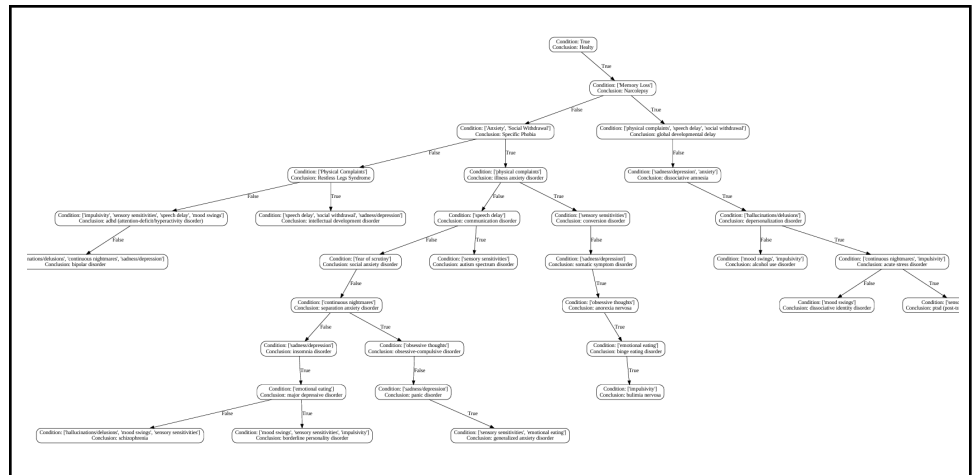 Condition: True
Conclusion: Healty
True
Condition: ['Memory Loss']
Conclusion: Narcolepsy
False
True
Condition: ['Anxiety', 'Social Withdrawal']
Conclusion: Specific Phobia
Condition: ['physical complaints', 'speech delay', 'social withdrawal']
Conclusion: global developmental delay
False
True
False
Condition: ['Physical Complaints']
Conclusion: Restless Legs Syndrome
Condition: ['physical complaints']
Conclusion: illness anxiety disorder
Condition: ['sadness/depression', 'anxiety']
Conclusion: dissociative amnesia
False
True
False
True
True
Condition: ['impulsivity', 'sensory sensitivities', 'speech delay', 'mood swings']
Conclusion: adhd (attention-deficit/hyperactivity disorder)
Condition: ['speech delay', 'social withdrawal', 'sadness/depression']
Conclusion: intellectual development disorder
Condition: ['speech delay']
Conclusion: communication disorder
Condition: ['sensory sensitivities']
Conclusion: conversion disorder
Condition: ['hallucinations/delusions']
Conclusion: depersonalization disorder
False
False
True
False
False
True
nations/delusions', 'continuous nightmares', 'sadness/depression']
Conclusion: bipolar disorder
Condition: ['fear of scrutiny']
Conclusion: social anxiety disorder
Condition: ['sensory sensitivities']
Conclusion: autism spectrum disorder
Condition: ['sadness/depression']
Conclusion: somatic symptom disorder
Condition: ['mood swings', 'impulsivity']
Conclusion: alcohol use disorder
Condition: ['continuous nightmares', 'impulsivity']
Conclusion: acute stress disorder
False
True
False
True
Condition: ['continuous nightmares']
Conclusion: separation anxiety disorder
Condition: ['obsessive thoughts']
Conclusion: anorexia nervosa
Condition: ['mood swings']
Conclusion: dissociative identity disorder
Condition: ['senso
Conclusion: ptsd (post-tr
False
True
True
Condition: ['sadness/depression']
Conclusion: insomnia disorder
Condition: ['obsessive thoughts']
Conclusion: obsessive-compulsive disorder
Condition: ['emotional eating']
Conclusion: binge eating disorder
True
False
True
Condition: ['emotional eating']
Conclusion: major depressive disorder
Condition: ['sadness/depression']
Conclusion: panic disorder
Condition: ['impulsivity']
Conclusion: bulimia nervosa
False
True
False
Condition: ['hallucinations/delusions', 'mood swings', 'sensory sensitivities']
Conclusion: schizophrenia
Condition: ['mood swings', 'sensory sensitivities', 'impulsivity']
Conclusion: borderline personality disorder
Condition: ['sensory sensitivities', 'emotional eating']
Conclusion: generalized anxiety disorder